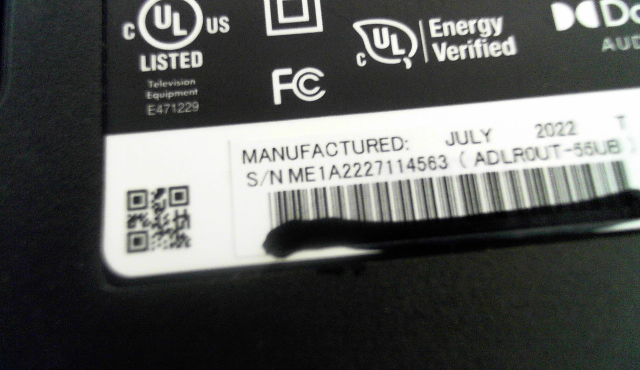 c UL US
LISTED
Television
Equipment
E471229
FC
c UL
Energy
Verified
MANUFACTURED: JULY 2022 T
S/N ME1A2227114563 ( ADLR0UT-55UB )